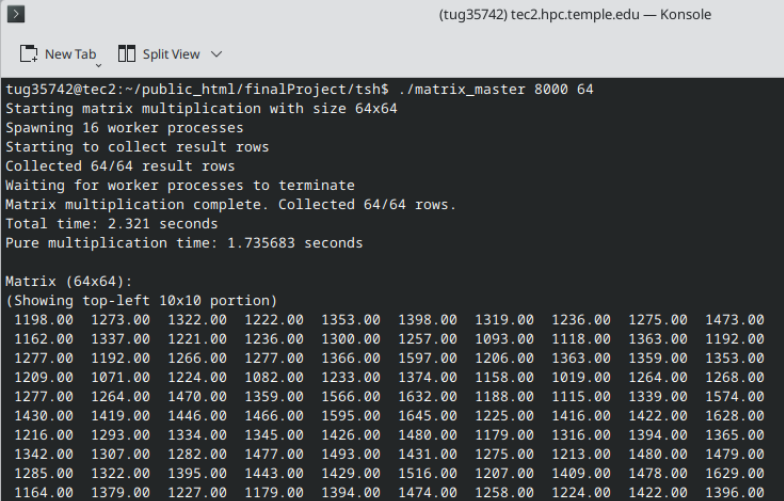 (tug35742) tec2.hpc.temple.edu — Konsole
New Tab Split View
tug35742@tec2:~/public_html/finalProject/tsh$ ./matrix_master 8000 64
Starting matrix multiplication with size 64x64
Spawning 16 worker processes
Starting to collect result rows
Collected 64/64 result rows
Waiting for worker processes to terminate
Matrix multiplication complete. Collected 64/64 rows.
Total time: 2.321 seconds
Pure multiplication time: 1.735683 seconds
Matrix (64x64):
(Showing top-left 10x10 portion)
1198.00 1273.00 1322.00 1222.00 1353.00 1398.00 1319.00 1236.00 1275.00 1473.00
1162.00 1337.00 1221.00 1236.00 1300.00 1257.00 1093.00 1118.00 1363.00 1192.00
1277.00 1192.00 1266.00 1277.00 1366.00 1597.00 1206.00 1363.00 1359.00 1353.00
1209.00 1071.00 1224.00 1082.00 1233.00 1374.00 1158.00 1019.00 1264.00 1268.00
1277.00 1264.00 1470.00 1359.00 1566.00 1632.00 1188.00 1115.00 1339.00 1574.00
1430.00 1419.00 1446.00 1466.00 1595.00 1645.00 1225.00 1416.00 1422.00 1628.00
1216.00 1293.00 1334.00 1345.00 1426.00 1480.00 1179.00 1316.00 1394.00 1365.00
1342.00 1307.00 1282.00 1477.00 1493.00 1431.00 1275.00 1213.00 1480.00 1479.00
1285.00 1322.00 1395.00 1443.00 1429.00 1516.00 1207.00 1409.00 1478.00 1629.00
1164.00 1379.00 1227.00 1179.00 1394.00 1474.00 1258.00 1224.00 1422.00 1396.00